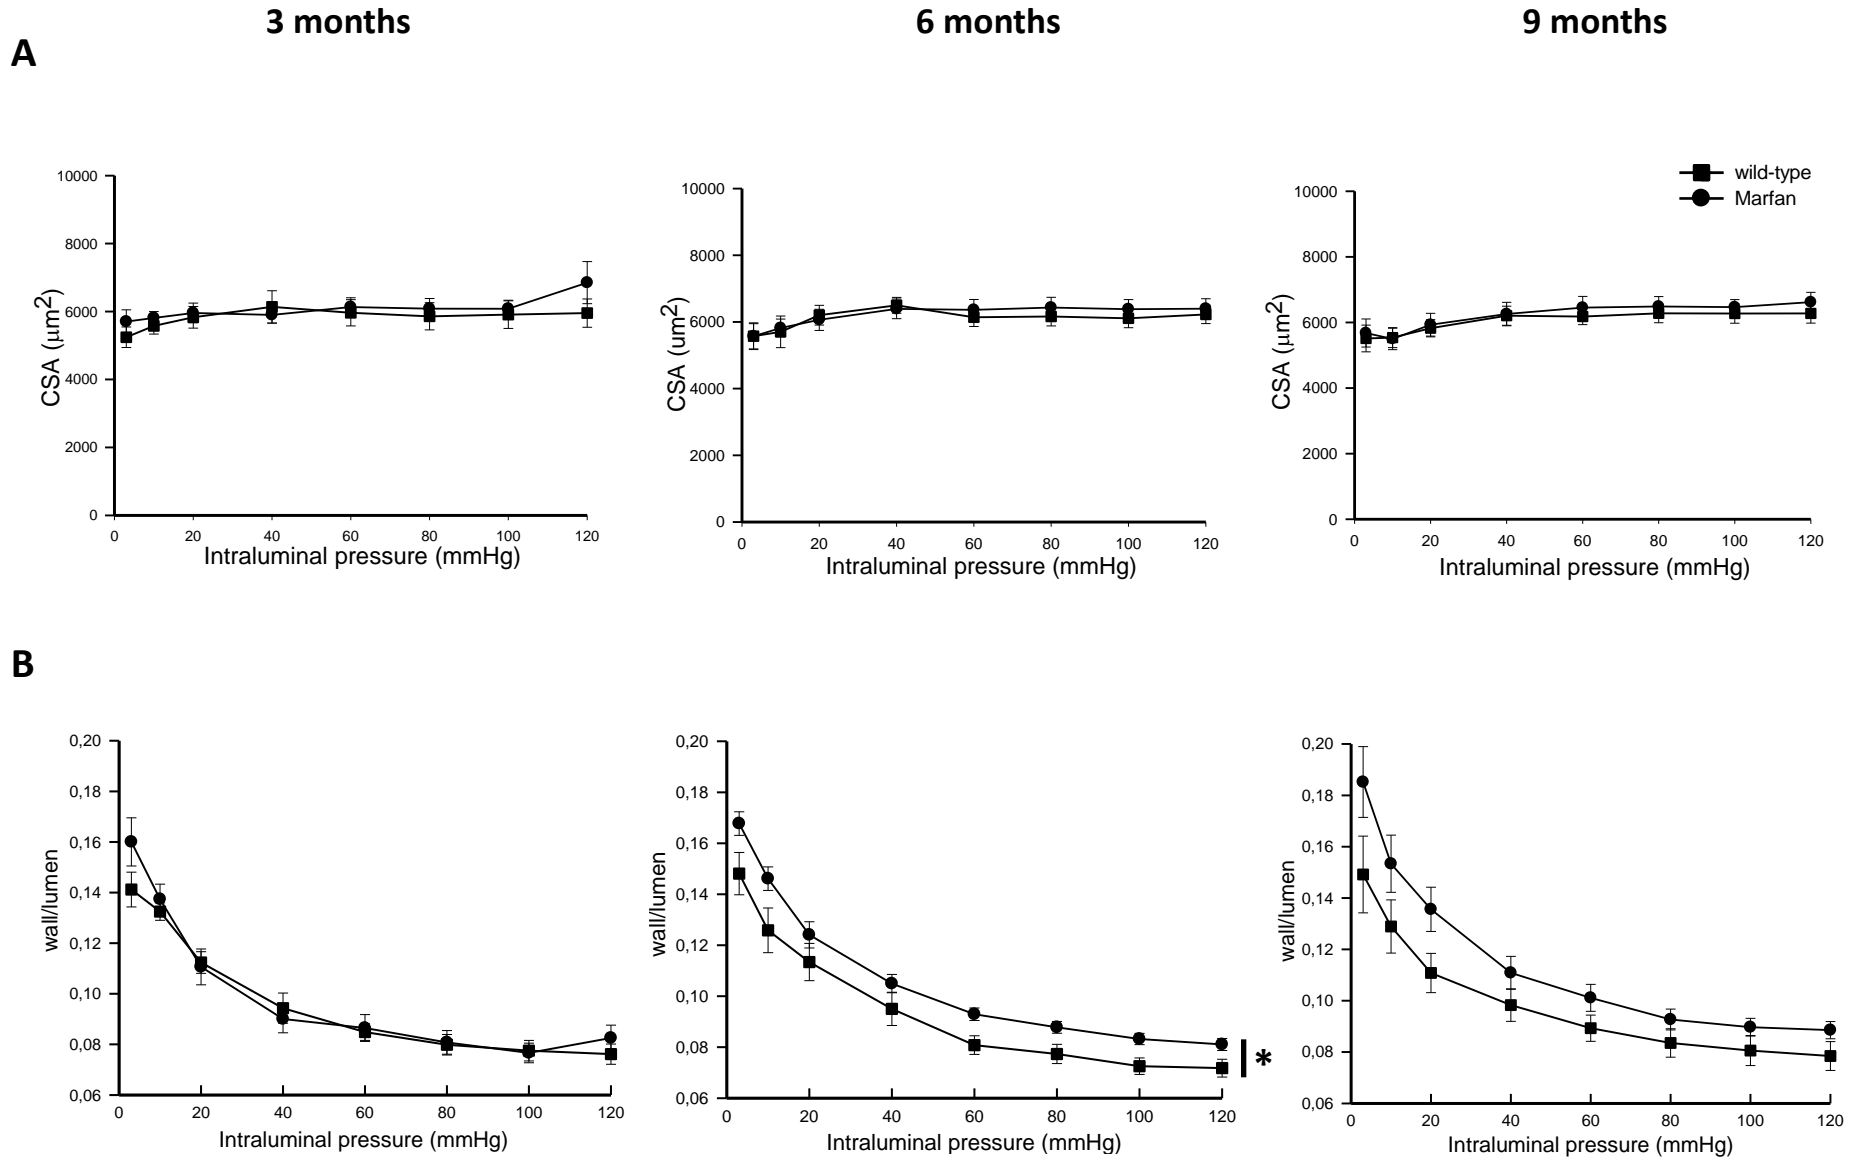 3 months
6 months
9 months
A
10000
8000
6000
4000
2000
0
CSA (μm2)
0 20 40 60 80 100 120
Intraluminal pressure (mmHg)
10000
8000
6000
4000
2000
0
CSA (um2)
0 20 40 60 80 100 120
Intraluminal pressure (mmHg)
wild-type
Marfan
10000
8000
6000
4000
2000
0
CSA (μm2)
0 20 40 60 80 100 120
Intraluminal pressure (mmHg)
B
0,20
0,18
0,16
0,14
0,12
0,10
0,08
0,06
wall/lumen
0 20 40 60 80 100 120
Intraluminal pressure (mmHg)
0,20
0,18
0,16
0,14
0,12
0,10
0,08
0,06
wall/lumen
0 20 40 60 80 100 120
Intraluminal pressure (mmHg)
*
0,20
0,18
0,16
0,14
0,12
0,10
0,08
0,06
wall/lumen
0 20 40 60 80 100 120
Intraluminal pressure (mmHg)